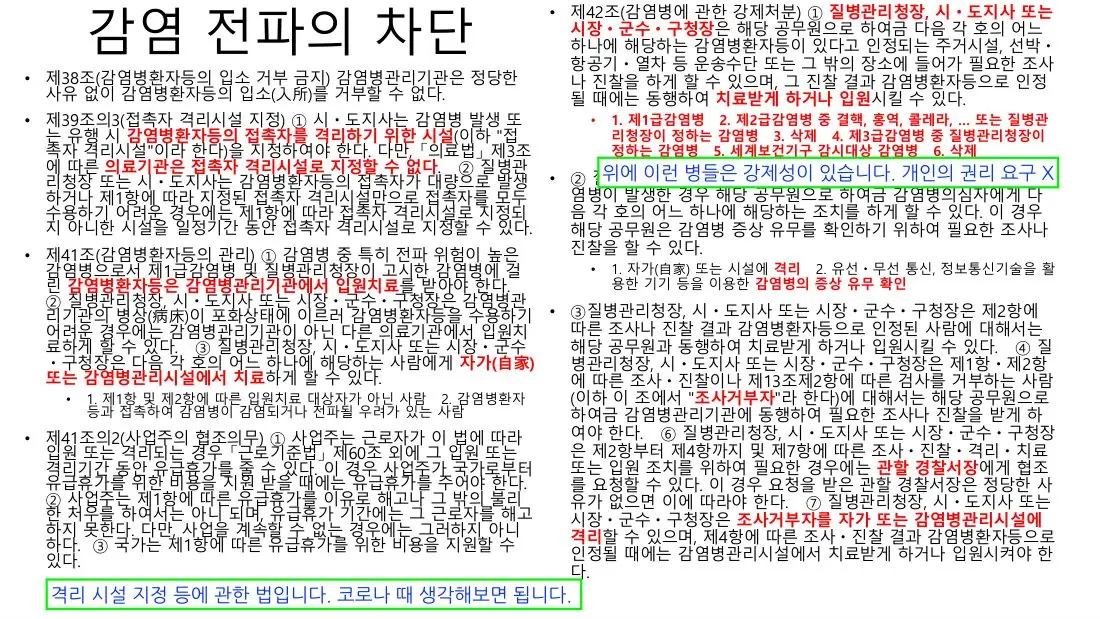 감염 전파의 차단
• 제38조(감염병환자등의 입소 거부 금지) 감염병관리기관은 정당한
사유 없이 감염병환자등의 입소(入所)를 거부할 수 없다.
• 제39조의3(접촉자 격리시설 지정) ① 시・도지사는 감염병 발생 또
는 유행 시 감염병환자등의 접촉자를 격리하기 위한 시설(이하 "접
촉자 격리시설"이라 한다)을 지정하여야 한다. 다만, 「의료법」 제3조
에 따른 의료기관은 접촉자 격리시설로 지정할 수 없다. ② 질병관
리청장 또는 시・도지사는 감염병환자등의 접촉자가 대량으로 발생
하거나 제1항에 따라 지정된 접촉자 격리시설만으로 접촉자를 모두
수용하기 어려운 경우에는 제1항에 따라 접촉자 격리시설로 지정되
지 아니한 시설을 일정기간 동안 접촉자 격리시설로 지정할 수 있다.
• 제41조(감염병환자등의 관리) ① 감염병 중 특히 전파 위험이 높은
감염병으로서 제1급감염병 및 질병관리청장이 고시한 감염병에 걸
린 감염병환자등은 감염병관리기관에서 입원치료를 받아야 한다.
② 질병관리청장, 시・도지사 또는 시장・군수・구청장은 감염병관
리기관의 병상(病床)이 포화상태에 이르러 감염병환자등을 수용하기
어려운 경우에는 감염병관리기관이 아닌 다른 의료기관에서 입원치
료하게 할 수 있다. ③ 질병관리청장, 시・도지사 또는 시장・군수
・구청장은 다음 각 호의 어느 하나에 해당하는 사람에게 자가(自家)
또는 감염병관리시설에서 치료하게 할 수 있다.
• 1. 제1항 및 제2항에 따른 입원치료 대상자가 아닌 사람 2. 감염병환자
등과 접촉하여 감염병이 감염되거나 전파될 우려가 있는 사람
• 제41조의2(사업주의 협조의무) ① 사업주는 근로자가 이 법에 따라
입원 또는 격리되는 경우 「근로기준법」 제60조 외에 그 입원 또는
격리기간 동안 유급휴가를 줄 수 있다. 이 경우 사업주가 국가로부터
유급휴가를 위한 비용을 지원 받을 때에는 유급휴가를 주어야 한다.
② 사업주는 제1항에 따른 유급휴가를 이유로 해고나 그 밖의 불리
한 처우를 하여서는 아니 되며, 유급휴가 기간에는 그 근로자를 해고
하지 못한다. 다만, 사업을 계속할 수 없는 경우에는 그러하지 아니
하다. ③ 국가는 제1항에 따른 유급휴가를 위한 비용을 지원할 수
있다.
격리 시설 지정 등에 관한 법입니다. 코로나 때 생각해보면 됩니다.
• 제42조(감염병에 관한 강제처분) ① 질병관리청장, 시・도지사 또는
시장・군수・구청장은 해당 공무원으로 하여금 다음 각 호의 어느
하나에 해당하는 감염병환자등이 있다고 인정되는 주거시설, 선박・
항공기・열차 등 운송수단 또는 그 밖의 장소에 들어가 필요한 조사
나 진찰을 하게 할 수 있으며, 그 진찰 결과 감염병환자등으로 인정
될 때에는 동행하여 치료받게 하거나 입원시킬 수 있다.
• 1. 제1급감염병 2. 제2급감염병 중 결핵, 홍역, 콜레라, ... 또는 질병관
리청장이 정하는 감염병 3. 삭제 4. 제3급감염병 중 질병관리청장이
정하는 감염병 5. 세계보건기구 감시대상 감염병 6. 삭제
위에 이런 병들은 강제성이 있습니다. 개인의 권리 요구 X
• ②
염병이 발생한 경우 해당 공무원으로 하여금 감염병의심자에게 다
음 각 호의 어느 하나에 해당하는 조치를 하게 할 수 있다. 이 경우
해당 공무원은 감염병 증상 유무를 확인하기 위하여 필요한 조사나
진찰을 할 수 있다.
• 1. 자가(自家) 또는 시설에 격리 2. 유선・무선 통신, 정보통신기술을 활
용한 기기 등을 이용한 감염병의 증상 유무 확인
• ③질병관리청장, 시・도지사 또는 시장・군수・구청장은 제2항에
따른 조사나 진찰 결과 감염병환자등으로 인정된 사람에 대해서는
해당 공무원과 동행하여 치료받게 하거나 입원시킬 수 있다. ④ 질
병관리청장, 시・도지사 또는 시장・군수・구청장은 제1항・제2항
에 따른 조사・진찰이나 제13조제2항에 따른 검사를 거부하는 사람
(이하 이 조에서 "조사거부자"라 한다)에 대해서는 해당 공무원으로
하여금 감염병관리기관에 동행하여 필요한 조사나 진찰을 받게 하
여야 한다. ⑥ 질병관리청장, 시・도지사 또는 시장・군수・구청장
은 제2항부터 제4항까지 및 제7항에 따른 조사・진찰・격리・치료
또는 입원 조치를 위하여 필요한 경우에는 관할 경찰서장에게 협조
를 요청할 수 있다. 이 경우 요청을 받은 관할 경찰서장은 정당한 사
유가 없으면 이에 따라야 한다. ⑦ 질병관리청장, 시・도지사 또는
시장・군수・구청장은 조사거부자를 자가 또는 감염병관리시설에
격리할 수 있으며, 제4항에 따른 조사・진찰 결과 감염병환자등으로
인정될 때에는 감염병관리시설에서 치료받게 하거나 입원시켜야 한
다.